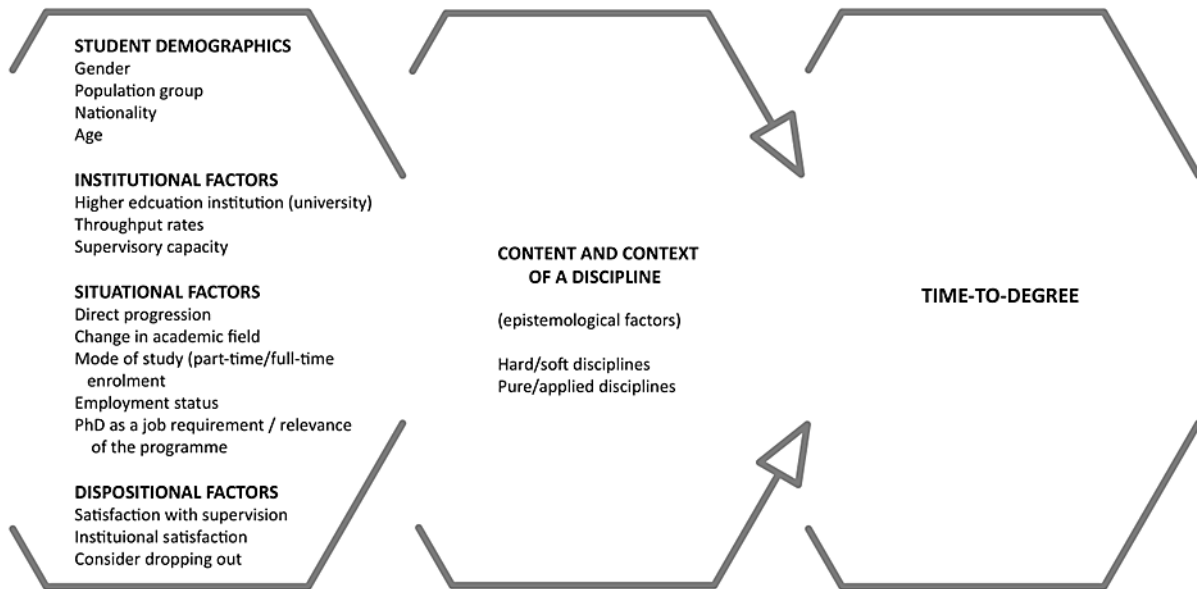 STUDENT DEMOGRAPHICS
Gender
Population group
Nationality
Age
INSTITUTIONAL FACTORS
Higher edcuation institution (university)
Throughput rates
Supervisory capacity
SITUATIONAL FACTORS
Direct progression
Change in academic field
Mode of study (part-time/full-time
enrolment
Employment status
PhD as a job requirement / relevance
of the programme
DISPOSITIONAL FACTORS
Satisfaction with supervision
Instituional satisfaction
Consider dropping out
CONTENT AND CONTEXT
OF A DISCIPLINE
(epistemological factors)
Hard/soft disciplines
Pure/applied disciplines
TIME-TO-DEGREE